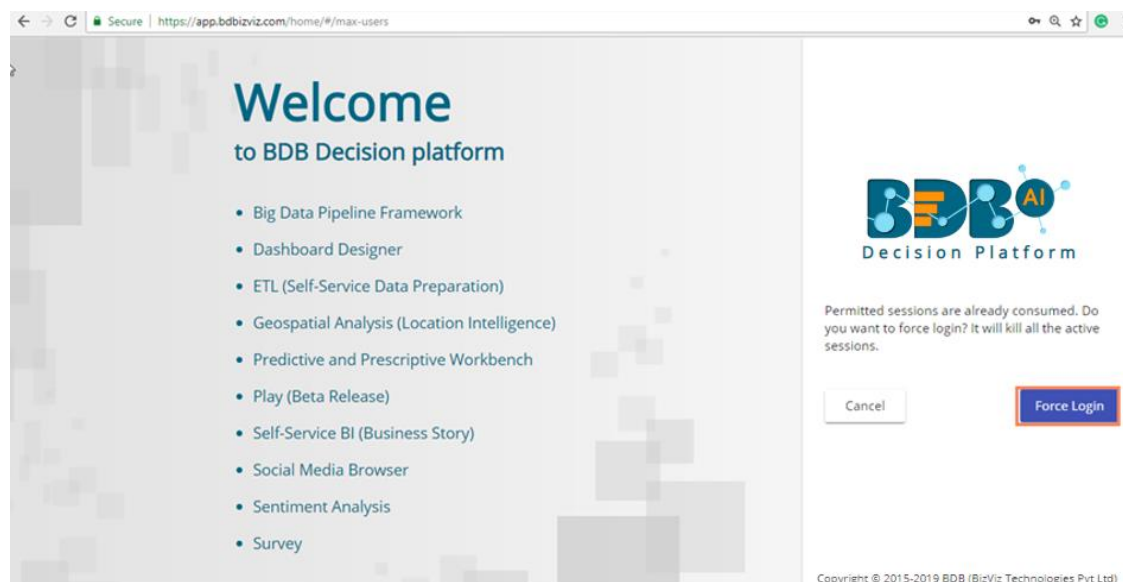 Secure | https://app.bdbizviz.com/home/#/max-users
Welcome
to BDB Decision platform
• Big Data Pipeline Framework
• Dashboard Designer
• ETL (Self-Service Data Preparation)
• Geospatial Analysis (Location Intelligence)
• Predictive and Prescriptive Workbench
• Play (Beta Release)
• Self-Service BI (Business Story)
• Social Media Browser
• Sentiment Analysis
• Survey
BDB AI
Decision Platform
Permitted sessions are already consumed. Do
you want to force login? It will kill all the active
sessions.
Cancel
Force Login
Copyright © 2015-2019 BDB (BizViz Technologies Pvt Ltd)